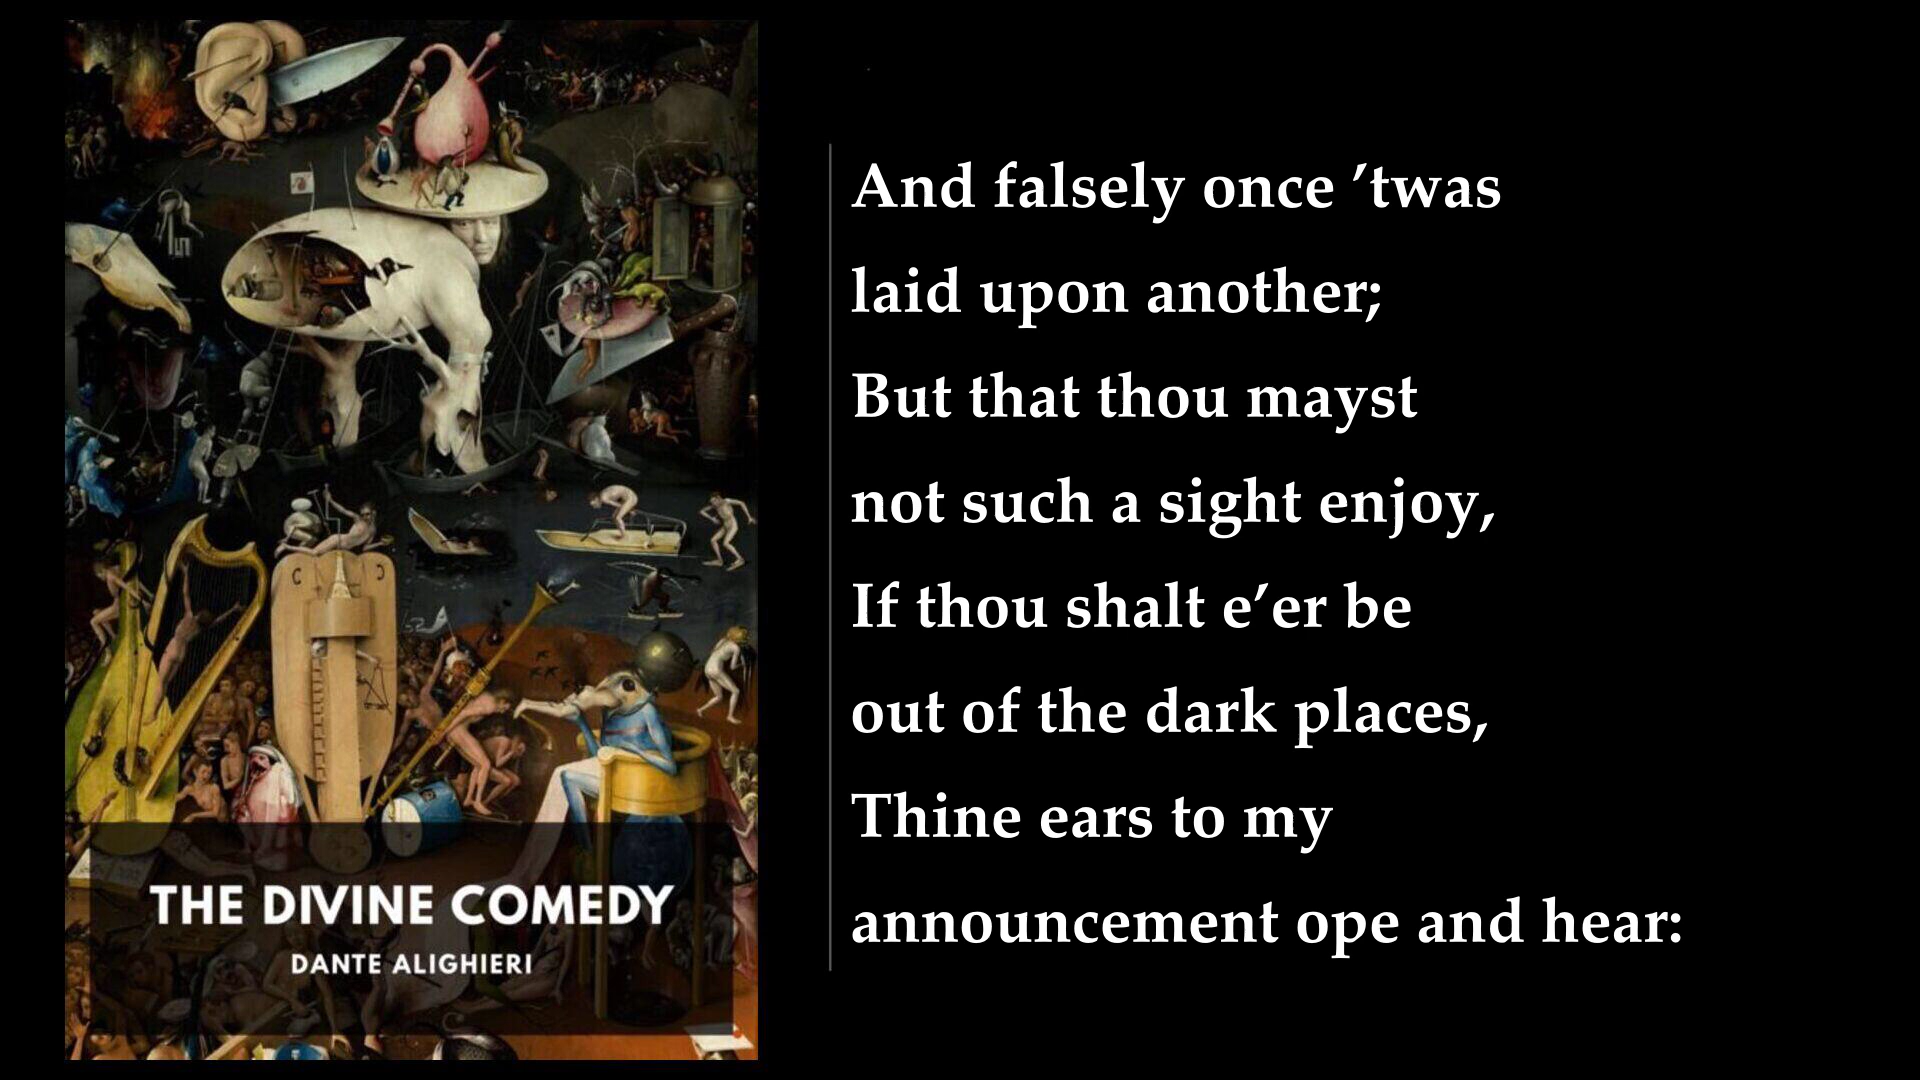 And falsely once ’twas
laid upon another;
But that thou mayst
not such a sight enjoy,
If thou shalt e’er be
out of the dark places,
Thine ears to my
announcement ope and hear:
THE DIVINE COMEDY
DANTE ALIGHIERI